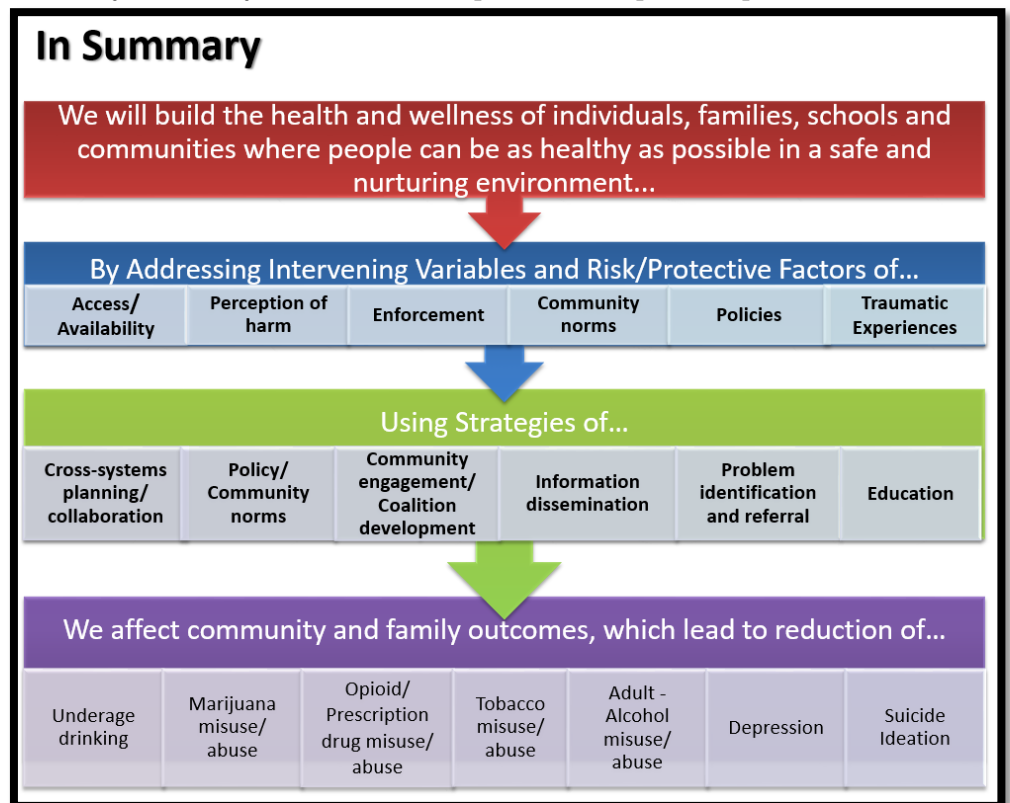 In Summary
We will build the health and wellness of individuals, families, schools and
communities where people can be as healthy as possible in a safe and
nurturing environment...
By Addressing Intervening Variables and Risk/Protective Factors of...
Access/
Availability
Perception of
harm
Enforcement
Community
norms
Policies
Traumatic
Experiences
Using Strategies of...
Cross-systems
planning/
collaboration
Policy/
Community
norms
Community
engagement/
Coalition
development
Information
dissemination
Problem
identification
and referral
Education
We affect community and family outcomes, which lead to reduction of...
Underage
drinking
Marijuana
misuse/
abuse
Opioid/
Prescription
drug misuse/
abuse
Tobacco
misuse/
abuse
Adult -
Alcohol
misuse/
abuse
Depression
Suicide
Ideation